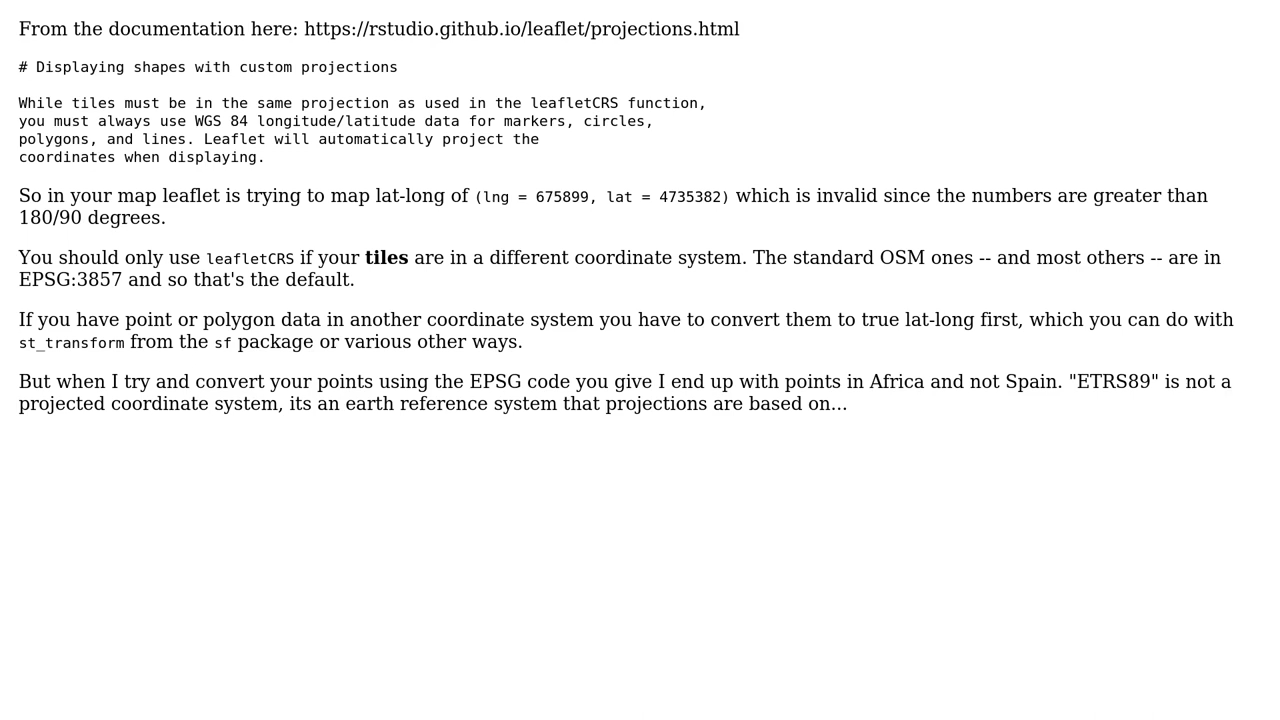 From the documentation here: https://rstudio.github.io/leaflet/projections.html
# Displaying shapes with custom projections
While tiles must be in the same projection as used in the leafletCRS function,
you must always use WGS 84 longitude/latitude data for markers, circles,
polygons, and lines. Leaflet will automatically project the
coordinates when displaying.
So in your map leaflet is trying to map lat-long of (lng = 675899, lat = 4735382) which is invalid since the numbers are greater than
180/90 degrees.
You should only use leafletCRS if your tiles are in a different coordinate system. The standard OSM ones -- and most others -- are in
EPSG:3857 and so that's the default.
If you have point or polygon data in another coordinate system you have to convert them to true lat-long first, which you can do with
st_transform from the sf package or various other ways.
But when I try and convert your points using the EPSG code you give I end up with points in Africa and not Spain. "ETRS89" is not a
projected coordinate system, its an earth reference system that projections are based on...